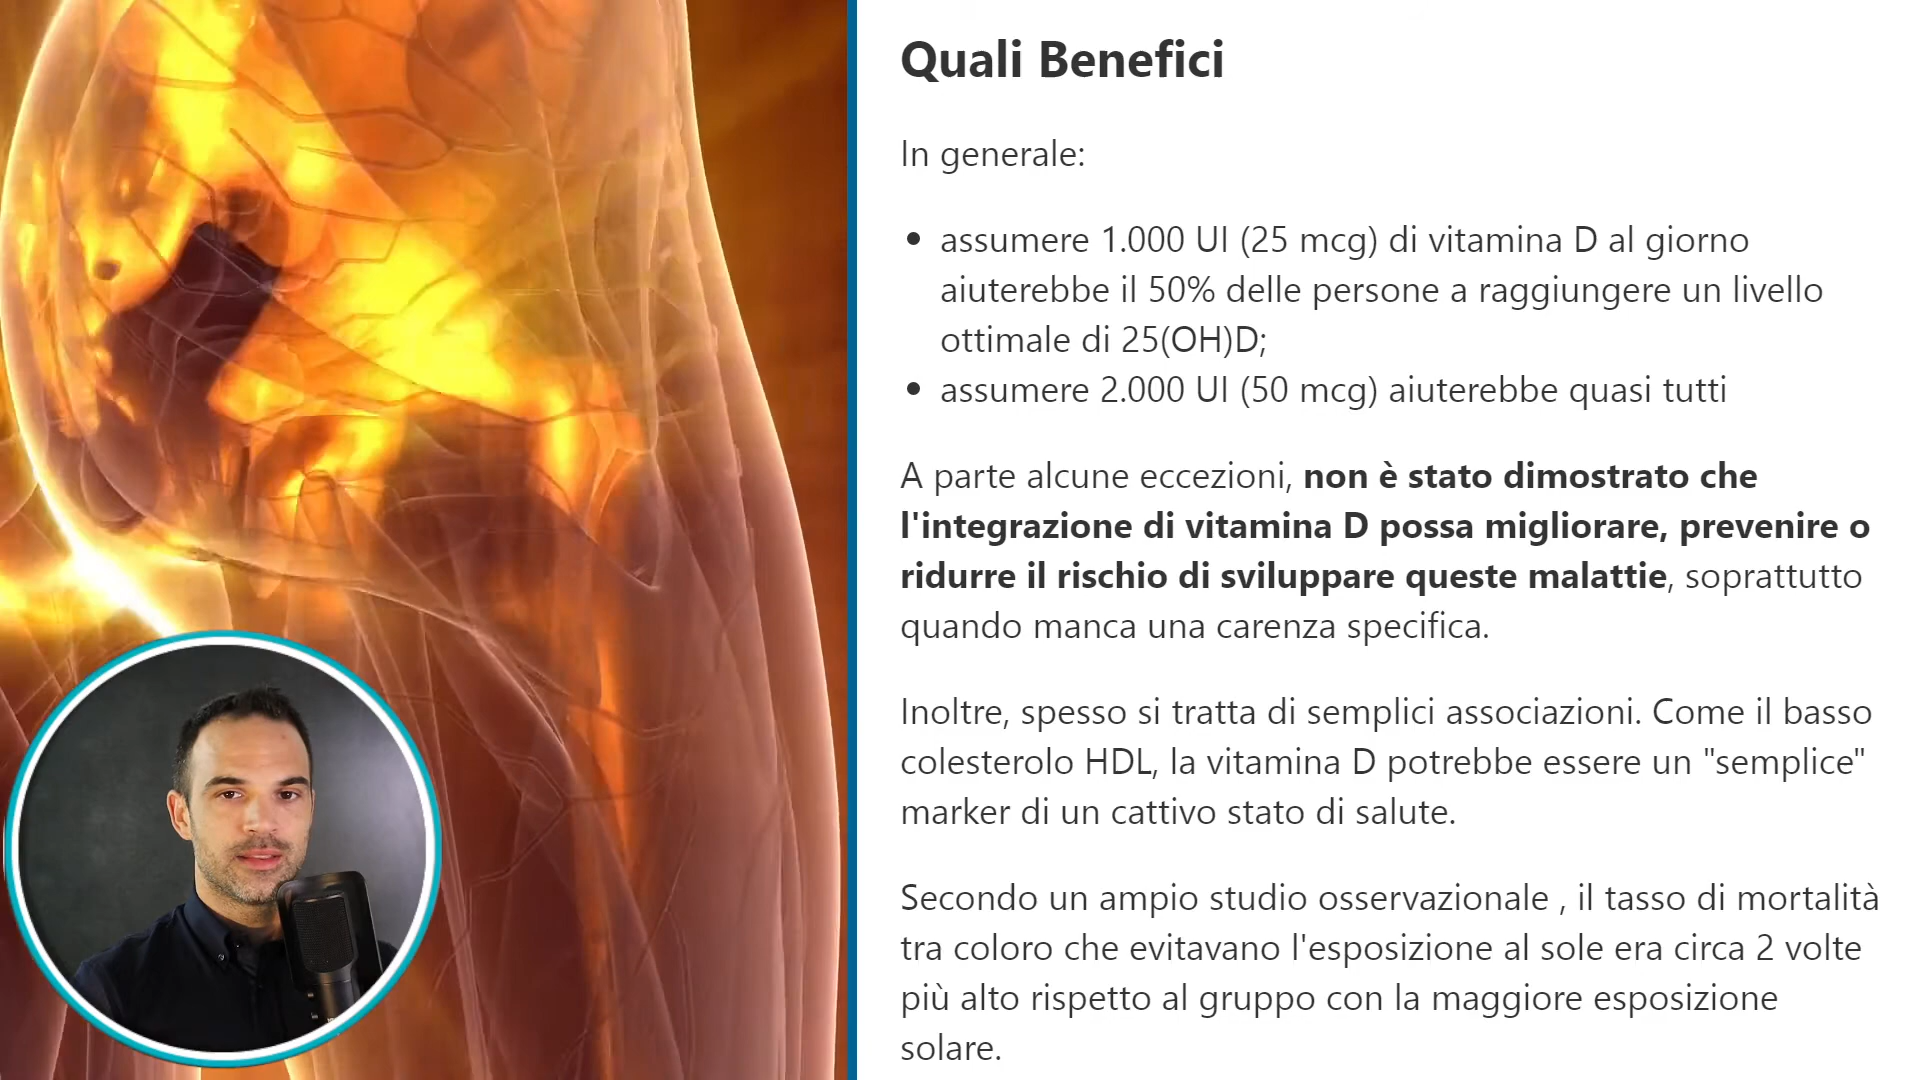 Quali Benefici
In generale:
• assumere 1.000 UI (25 mcg) di vitamina D al giorno
aiuterebbe il 50% delle persone a raggiungere un livello
ottimale di 25(OH)D;
• assumere 2.000 UI (50 mcg) aiuterebbe quasi tutti
A parte alcune eccezioni, non è stato dimostrato che
l'integrazione di vitamina D possa migliorare, prevenire o
ridurre il rischio di sviluppare queste malattie, soprattutto
quando manca una carenza specifica.
Inoltre, spesso si tratta di semplici associazioni. Come il basso
colesterolo HDL, la vitamina D potrebbe essere un "semplice"
marker di un cattivo stato di salute.
Secondo un ampio studio osservazionale , il tasso di mortalità
tra coloro che evitavano l'esposizione al sole era circa 2 volte
più alto rispetto al gruppo con la maggiore esposizione
solare.